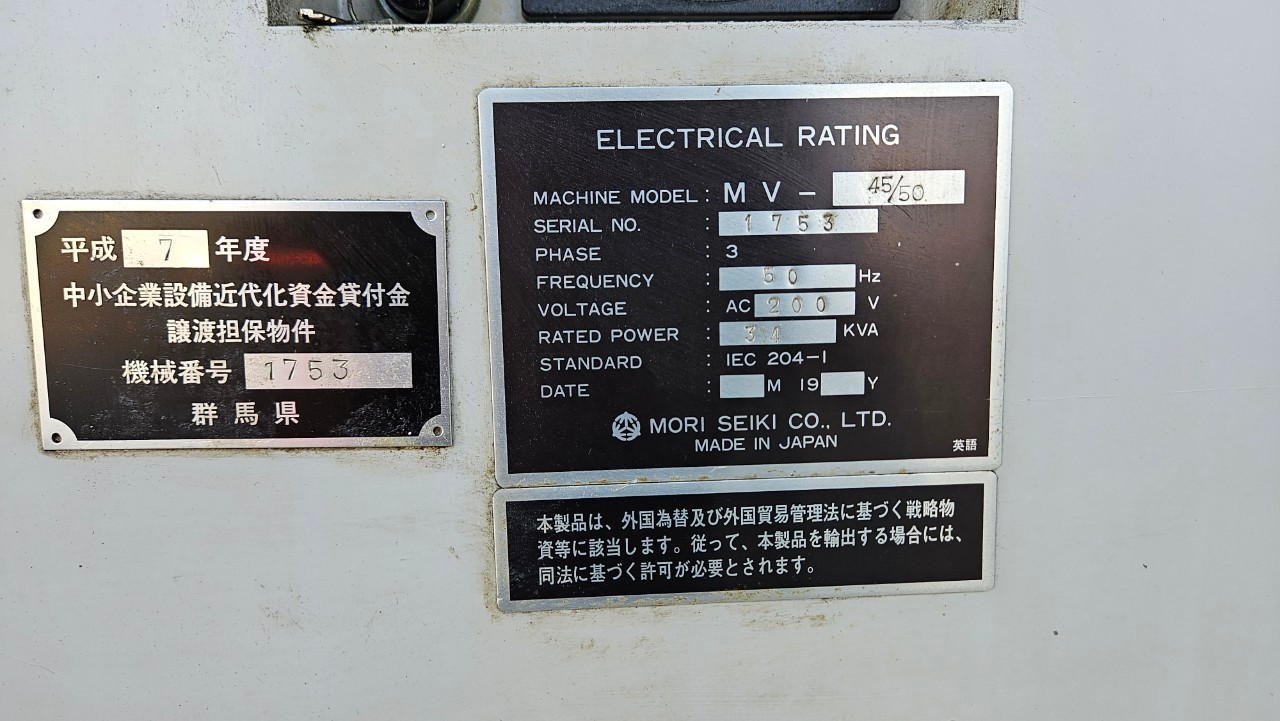 平成 7 年度
中小企業設備近代化資金貸付金
譲渡担保物件
機械番号 1753
群馬県
ELECTRICAL RATING
MACHINE MODEL : MV- 45/50
SERIAL NO. : 1753
PHASE : 3
FREQUENCY : 50 Hz
VOLTAGE : AC 200 V
RATED POWER : 34 KVA
STANDARD : IEC 204-1
DATE : M 19 Y
MORI SEIKI CO., LTD.
MADE IN JAPAN
英語
本製品は、外国為替及び外国貿易管理法に基づく戦略物
資等に該当します。従って、本製品を輸出する場合には、
同法に基づく許可が必要とされます。